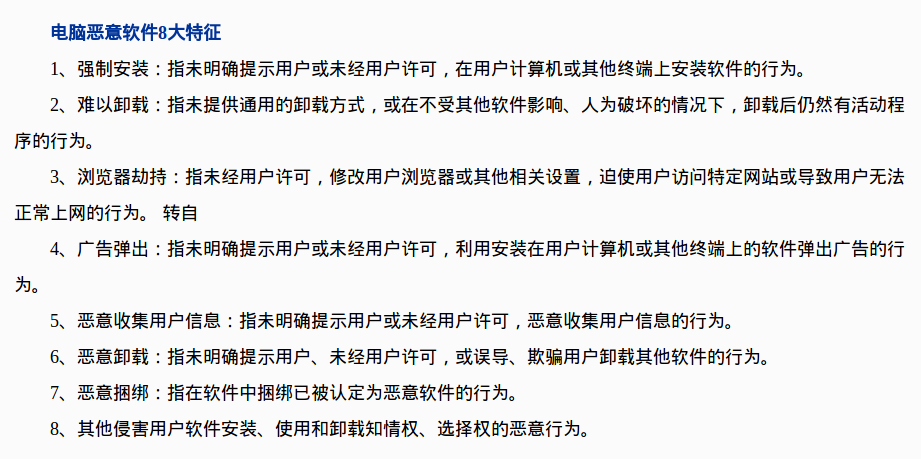 电脑恶意软件8大特征
1、强制安装：指未明确提示用户或未经用户许可，在用户计算机或其他终端上安装软件的行为。
2、难以卸载：指未提供通用的卸载方式，或在不受其他软件影响、人为破坏的情况下，卸载后仍然有活动程
序的行为。
3、浏览器劫持：指未经用户许可，修改用户浏览器或其他相关设置，迫使用户访问特定网站或导致用户无法
正常上网的行为。 转自
4、广告弹出：指未明确提示用户或未经用户许可，利用安装在用户计算机或其他终端上的软件弹出广告的行
为。
5、恶意收集用户信息：指未明确提示用户或未经用户许可，恶意收集用户信息的行为。
6、恶意卸载：指未明确提示用户、未经用户许可，或误导、欺骗用户卸载其他软件的行为。
7、恶意捆绑：指在软件中捆绑已被认定为恶意软件的行为。
8、其他侵害用户软件安装、使用和卸载知情权、选择权的恶意行为。